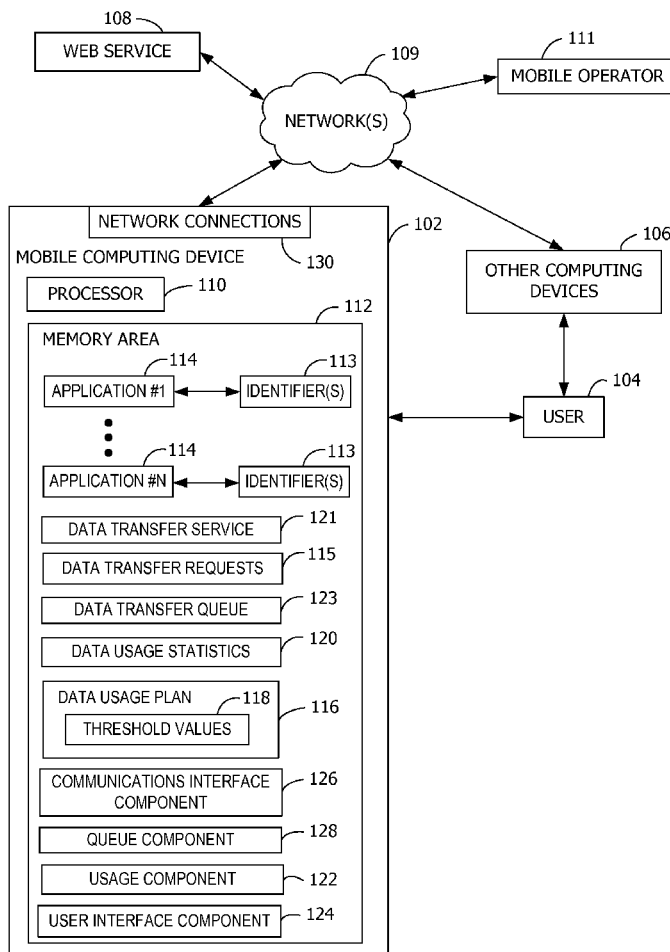 108
WEB SERVICE
109
111
MOBILE OPERATOR
NETWORK(S)
NETWORK CONNECTIONS
102
130
MOBILE COMPUTING DEVICE
106
OTHER COMPUTING
DEVICES
PROCESSOR
110
112
MEMORY AREA
114
113
APPLICATION #1
IDENTIFIER(S)
104
USER
114
113
APPLICATION #N
IDENTIFIER(S)
DATA TRANSFER SERVICE
121
DATA TRANSFER REQUESTS
115
DATA TRANSFER QUEUE
123
DATA USAGE STATISTICS
120
DATA USAGE PLAN
118
THRESHOLD VALUES
116
COMMUNICATIONS INTERFACE
COMPONENT
126
QUEUE COMPONENT
128
USAGE COMPONENT
122
USER INTERFACE COMPONENT
124